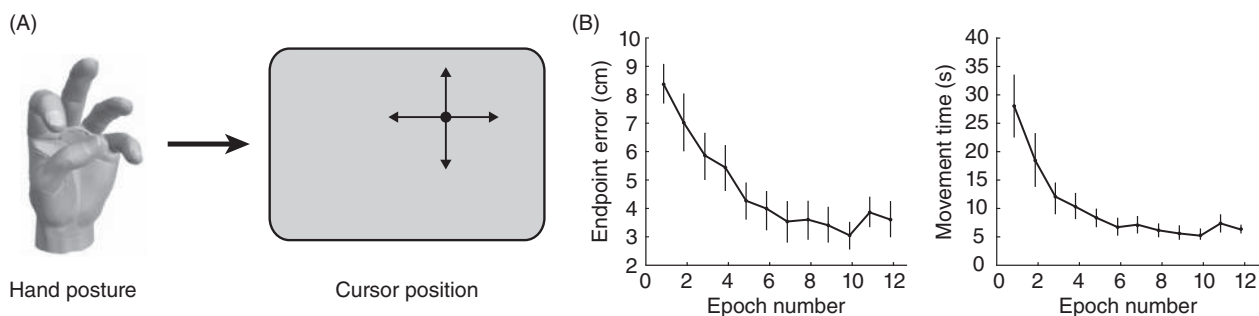 (A)
Hand posture
Cursor position
(B)
Endpoint error (cm)
10
9
8
7
6
5
4
3
2
0 2 4 6 8 10 12
Epoch number
Movement time (s)
40
35
30
25
20
15
10
5
0
0 2 4 6 8 10 12
Epoch number